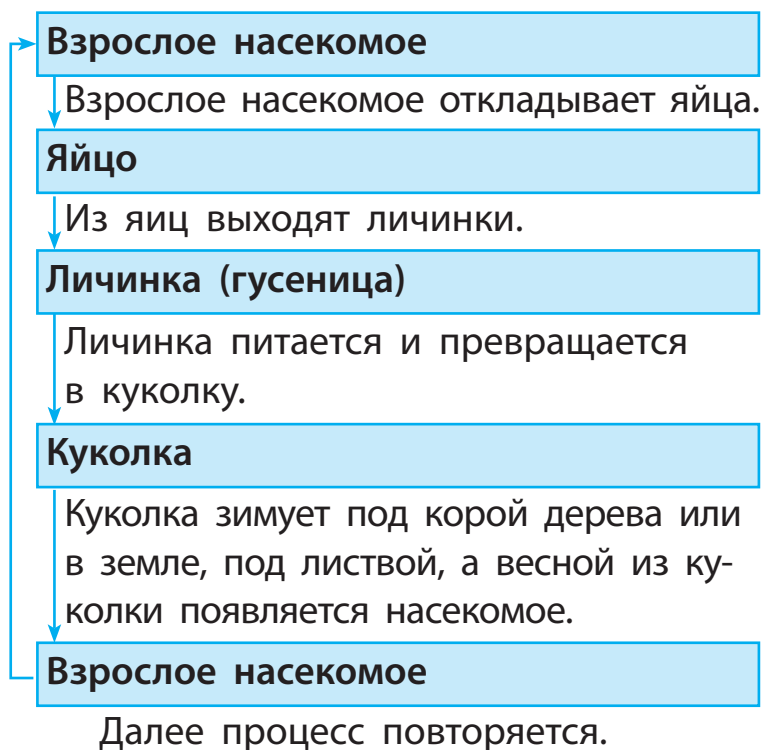 Взрослое насекомое
Взрослое насекомое откладывает яйца.
Яйцо
Из яиц выходят личинки.
Личинка (гусеница)
Личинка питается и превращается
в куколку.
Куколка
Куколка зимует под корой дерева или
в земле, под листвой, а весной из ку-
колки появляется насекомое.
Взрослое насекомое
Далее процесс повторяется.